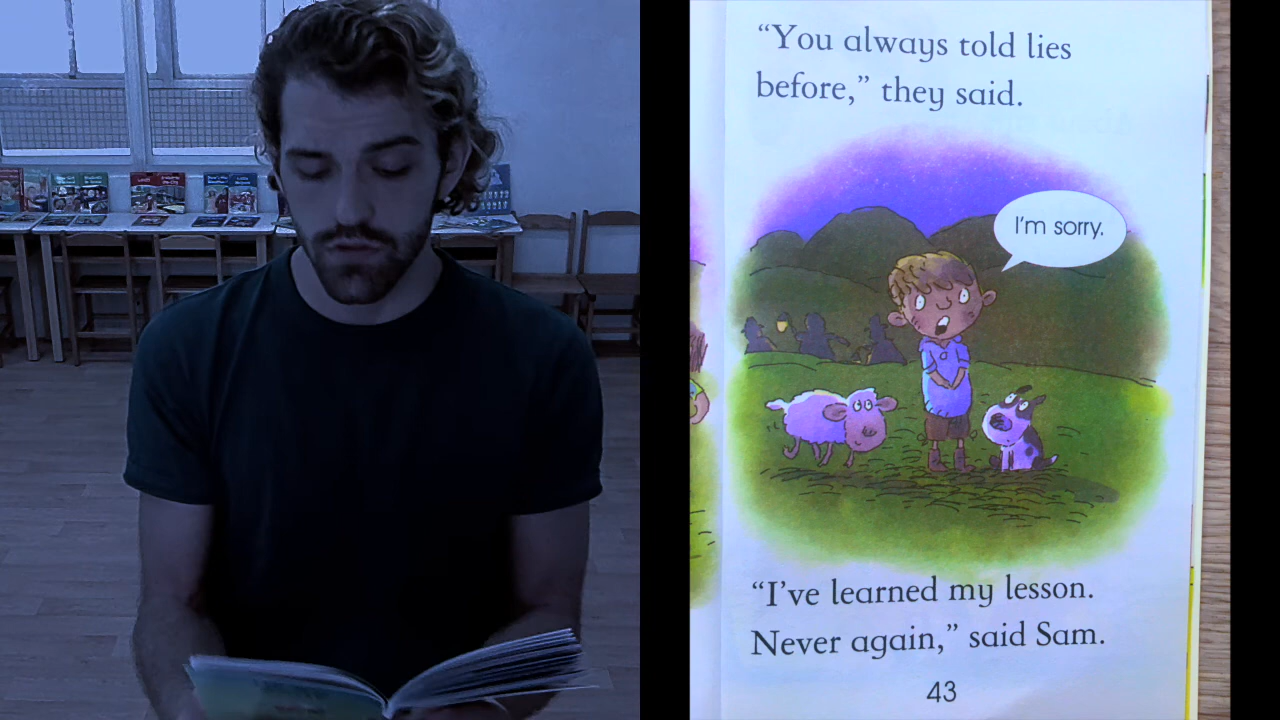 “You always told lies
before,” they said.
I'm sorry.
“I've learned my lesson.
Never again,” said Sam.
43